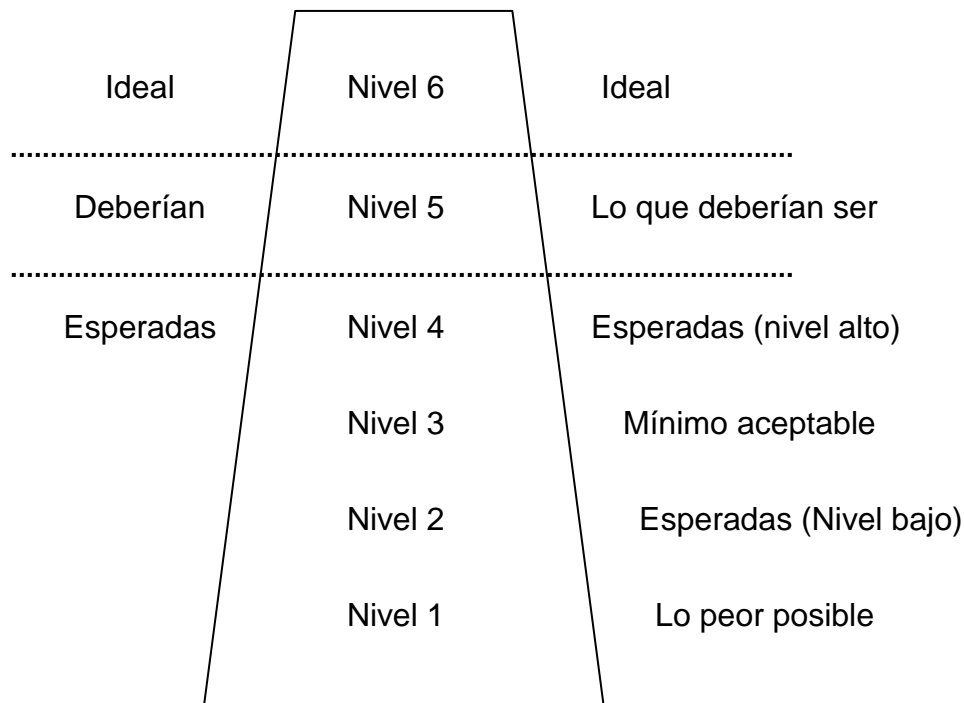 Ideal Nivel 6 Ideal
Deberían Nivel 5 Lo que deberían ser
Esperadas Nivel 4 Esperadas (nivel alto)
Nivel 3 Mínimo aceptable
Nivel 2 Esperadas (Nivel bajo)
Nivel 1 Lo peor posible